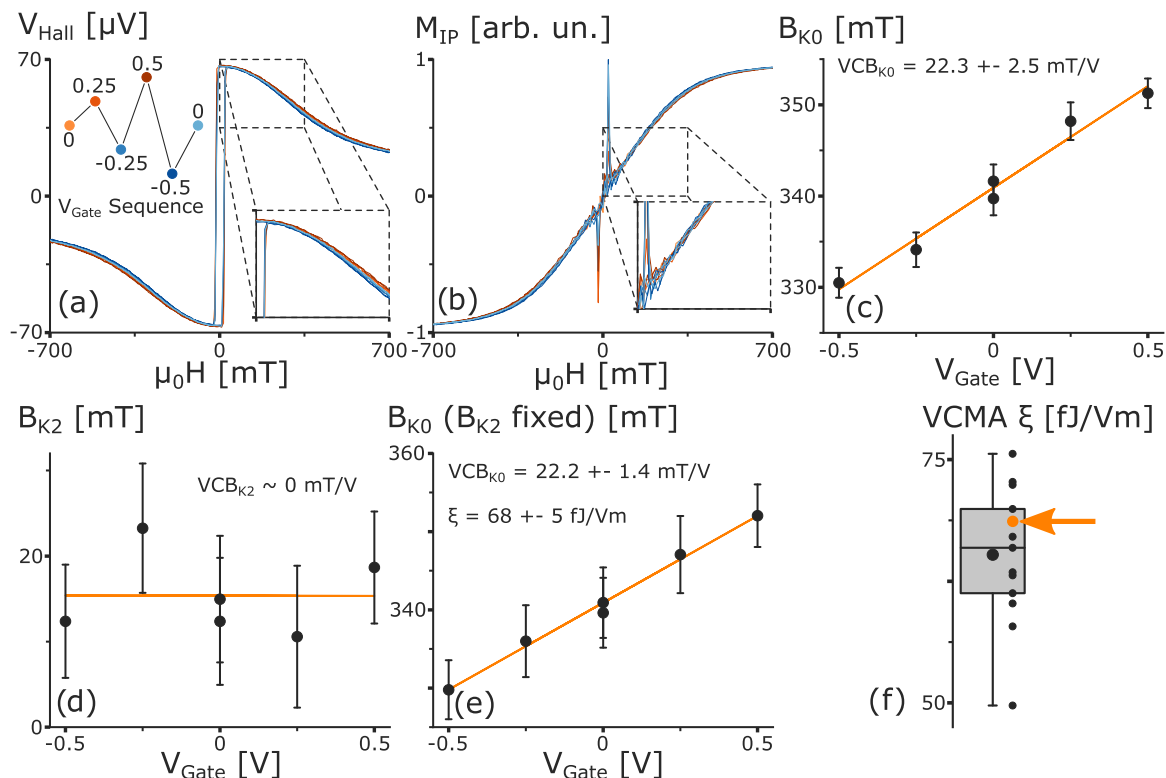 V_Hall [µV]
70
0
-70
0.5
0.25
0
0
-0.25
-0.5
V_Gate Sequence
(a)
-700
0
700
µ₀H [mT]
M_IP [arb. un.]
1
0
-1
(b)
-700
0
700
µ₀H [mT]
B_K0 [mT]
VCB_K0 = 22.3 +- 2.5 mT/V
350
340
330
(c)
-0.5
0
0.5
V_Gate [V]
B_K2 [mT]
VCB_K2 ~ 0 mT/V
20
0
(d)
-0.5
0
0.5
V_Gate [V]
B_K0 (B_K2 fixed) [mT]
360
VCB_K0 = 22.2 +- 1.4 mT/V
ξ = 68 +- 5 fJ/Vm
340
(e)
-0.5
0
0.5
V_Gate [V]
VCMA ξ [fJ/Vm]
75
50
(f)